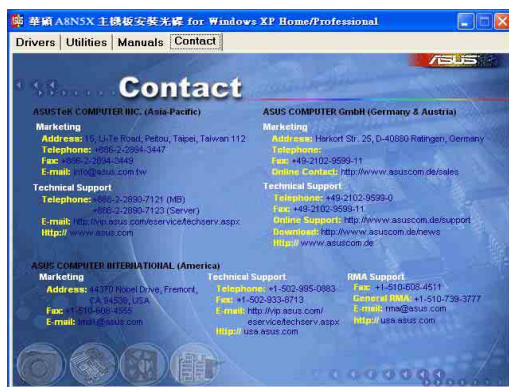 華碩 A8N5X 主機板安裝光碟 for Windows XP Home/Professional
Drivers Utilities Manuals Contact
ASUS
Contact
ASUSTeK COMPUTER INC. (Asia-Pacific)
Marketing
Address: 15, Li-Te Road, Peitou, Taipei, Taiwan 112
Telephone: +886-2-2894-3447
Fax: +886-2-2894-3449
E-mail: info@asus.com.tw
Technical Support
Telephone: +886-2-2890-7121 (MB)
+886-2-2890-7123 (Server)
E-mail: http://vip.asus.com/eservice/techserv.aspx
Http:// www.asus.com
ASUS COMPUTER GmbH (Germany & Austria)
Marketing
Address: Harkort Str. 25, D-40880 Ratingen, Germany
Telephone:
Fax: +49-2102-9599-11
Online Contact: http://www.asuscom.de/sales
Technical Support
Telephone: +49-2102-9599-0
Fax: +49-2102-9599-11
Online Support: http://www.asuscom.de/support
Download: http://www.asuscom.de/news
Http:// www.asuscom.de
ASUS COMPUTER INTERNATIONAL (America)
Marketing
Address: 44370 Nobel Drive, Fremont,
CA 94538, USA
Fax: +1-510-608-4555
E-mail: tmd1@asus.com
Technical Support
Telephone: +1-502-995-0883
Fax: +1-502-933-8713
E-mail: http://vip.asus.com/
eservice/techserv.aspx
Http:// usa.asus.com
RMA Support
Fax: +1-510-608-4511
General RMA: +1-510-739-3777
E-mail: rma@asus.com
http:// usa.asus.com